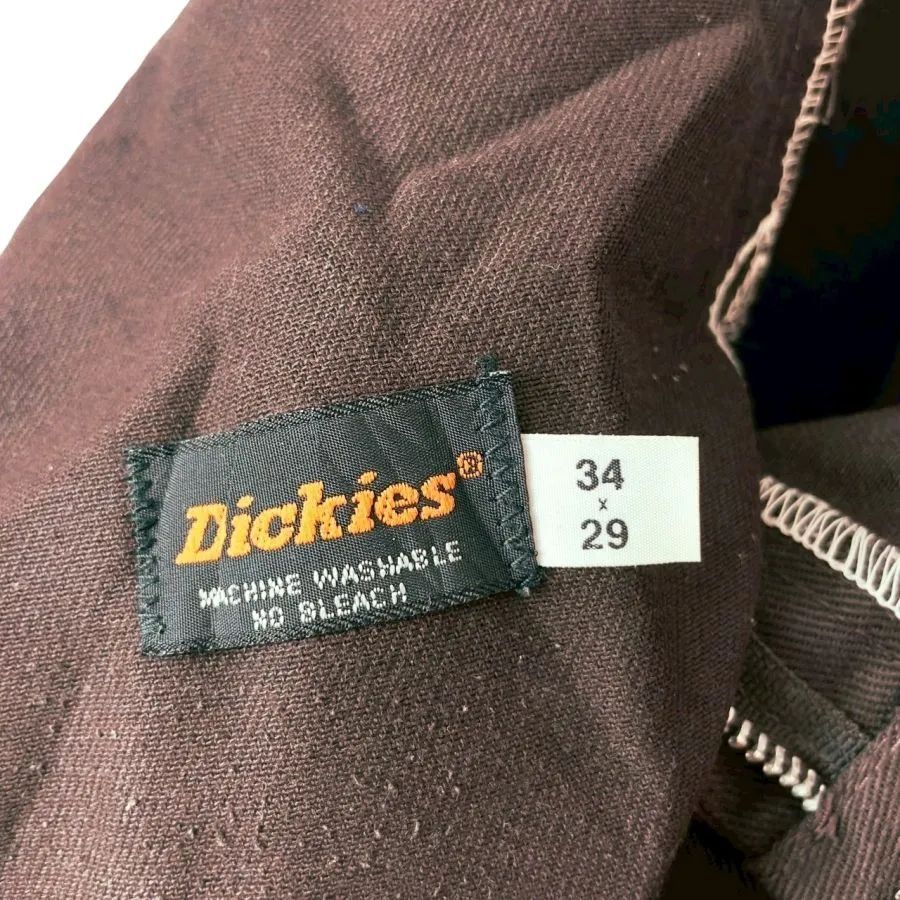 Dickies®
MACHINE WASHABLE
NO BLEACH
34
x
29